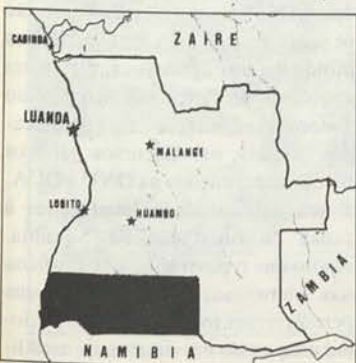 CABINDA
ZAIRE
LUANDA
MALANGE
LOBITO
HUAMBO
ZAMBIA
NAMIBIA